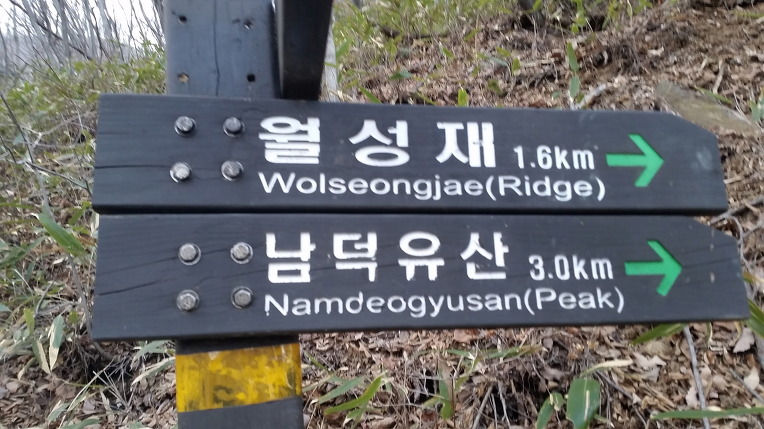 월성재 1.6km →
Wolseongjae(Ridge)
남덕유산 3.0km →
Namdeogyusan(Peak)